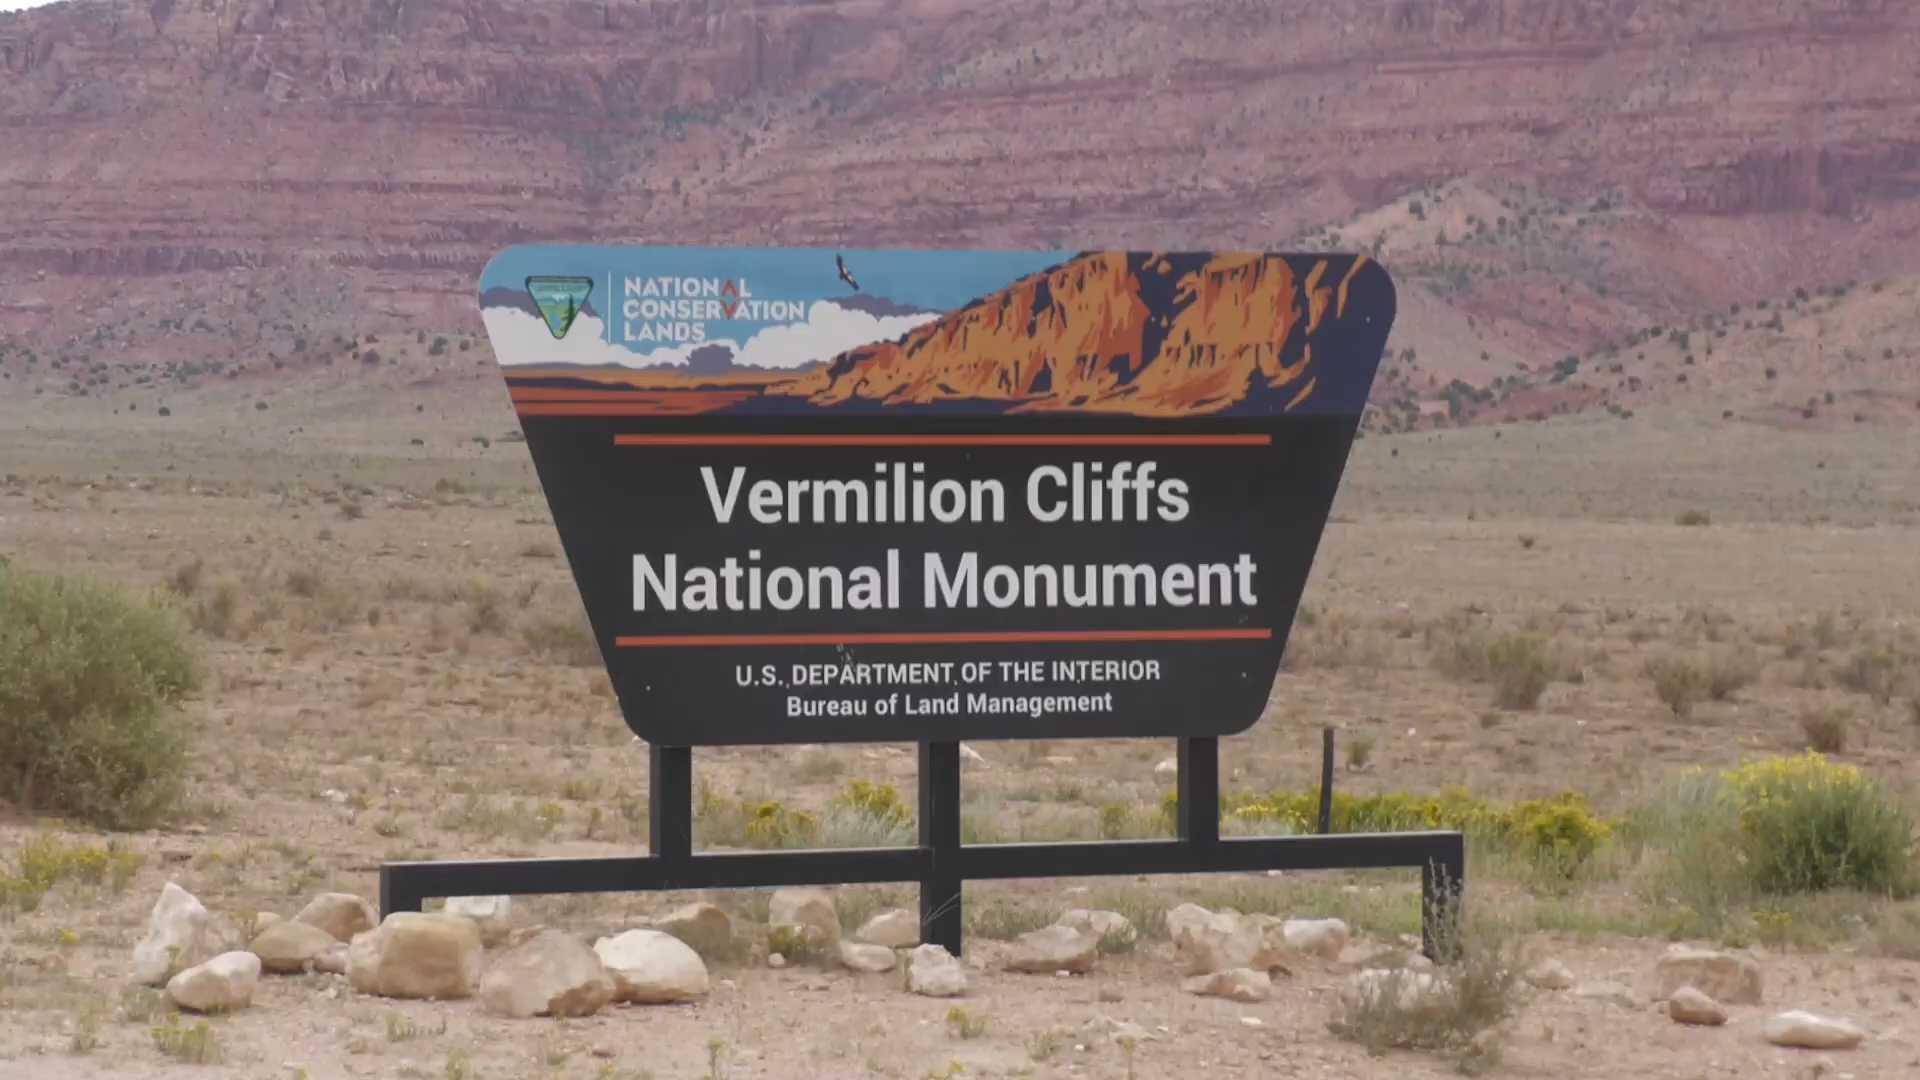 NATIONAL
CONSERVATION
LANDS
Vermilion Cliffs
National Monument
U.S. DEPARTMENT OF THE INTERIOR
Bureau of Land Management